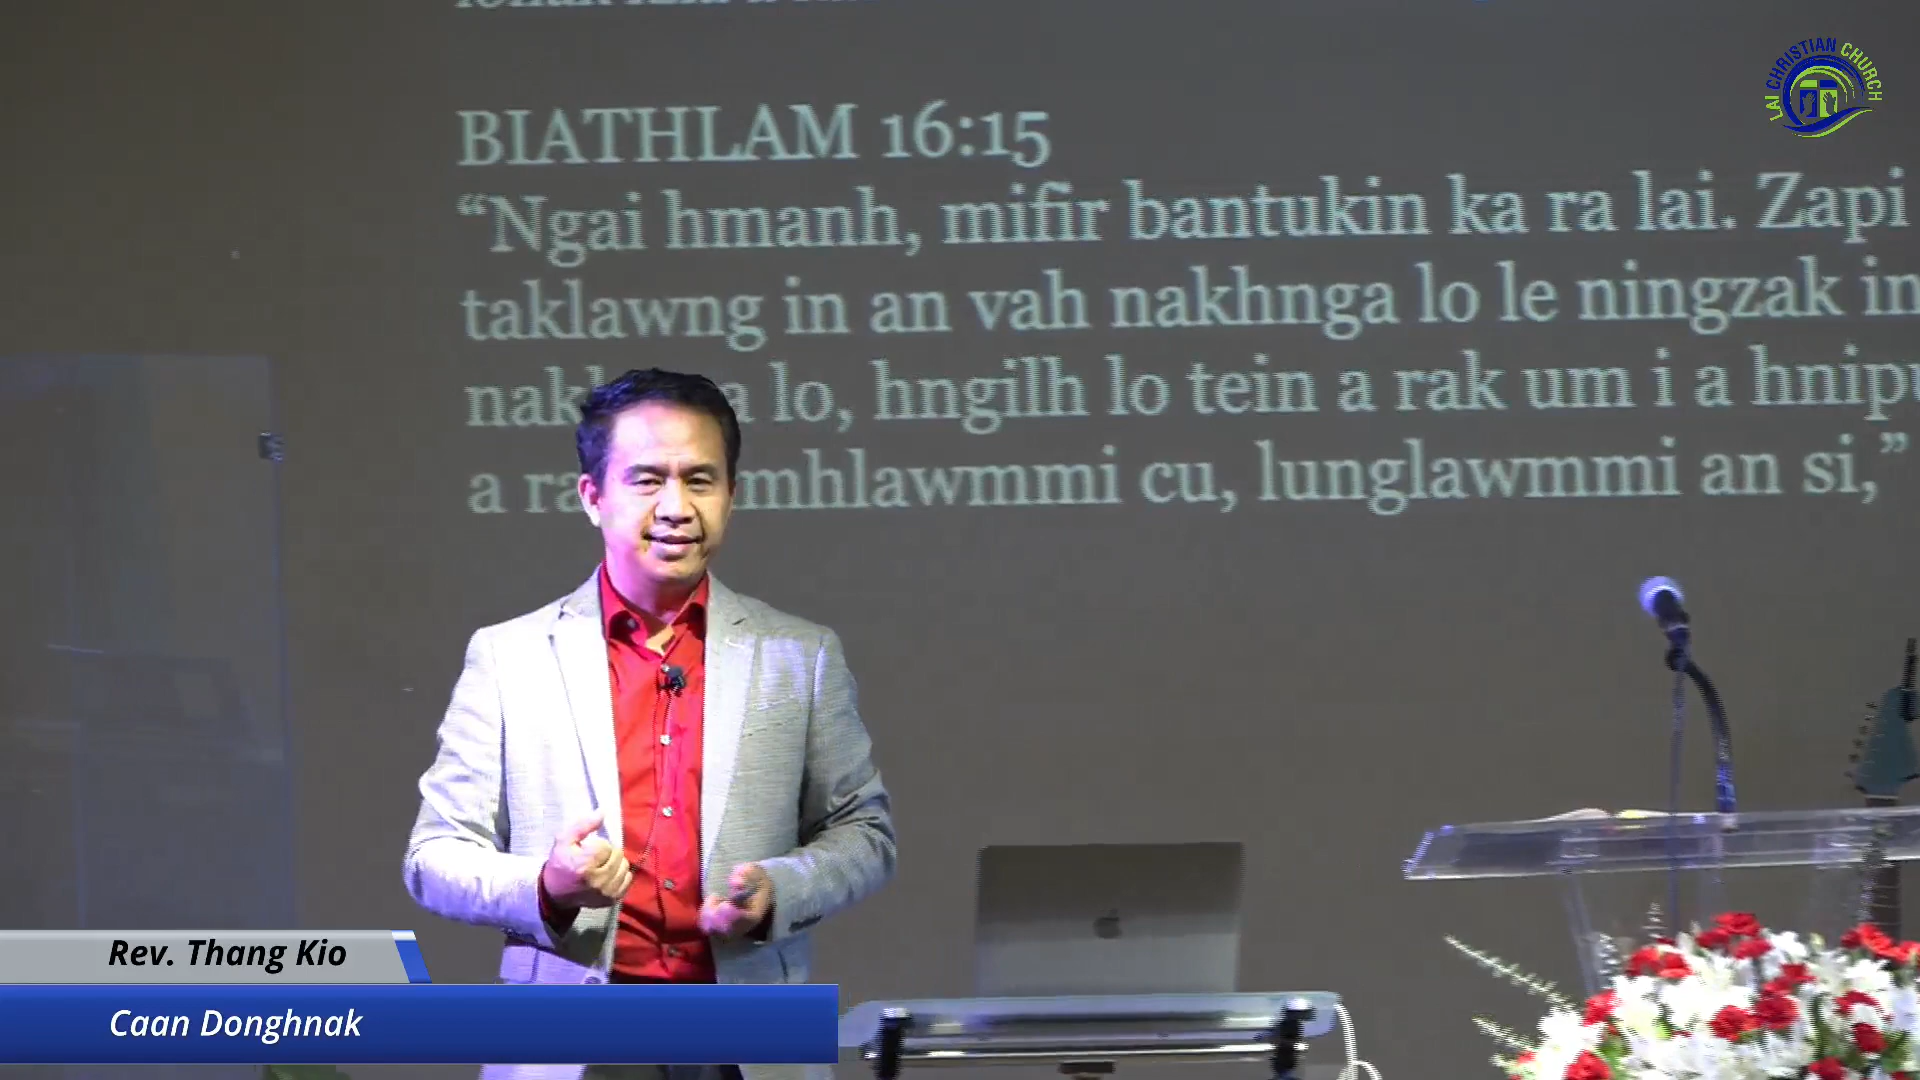 LAI CHRISTIAN CHURCH
BIATHLAM 16:15
“Ngai hmanh, mifir bantukin ka ra lai. Zapi
taklawng in an vah nakhnga lo le ningzak in
lo, hngilh lo tein a rak um i a
a cu, lunglawmmi an si,”
Rev. Thang Kio
Caan Donghnak